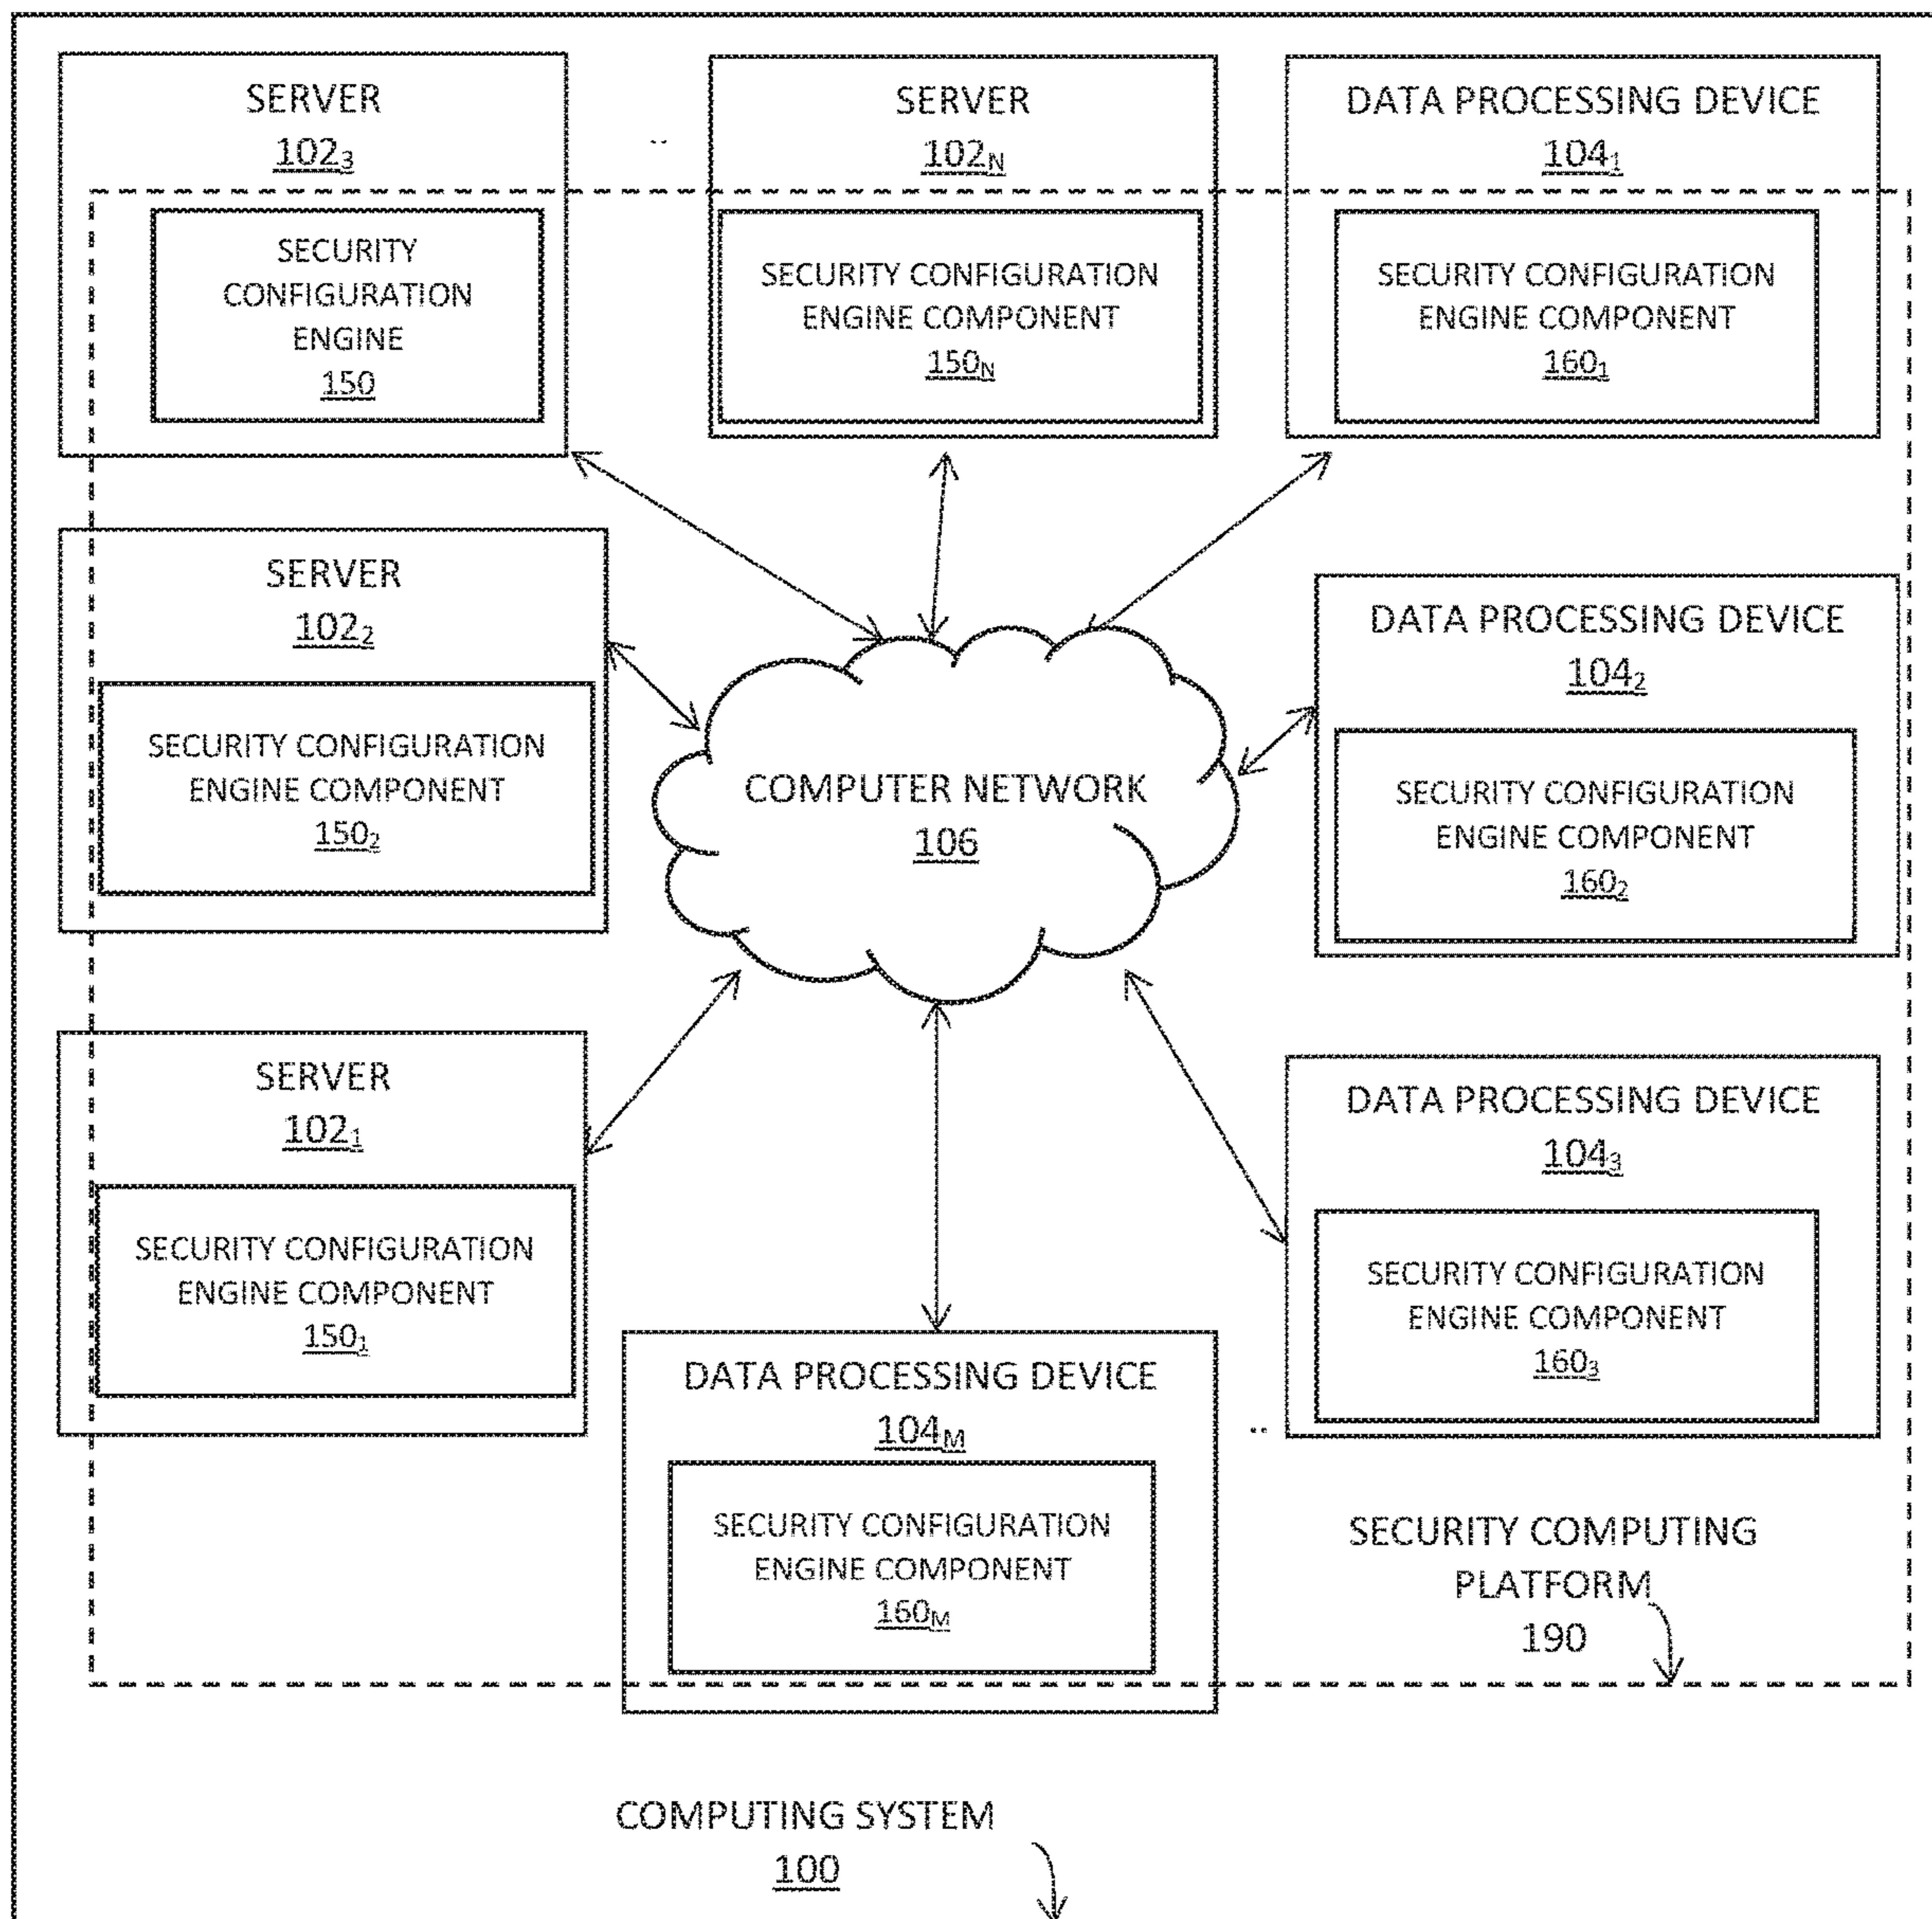 SERVER
102₃
SECURITY
CONFIGURATION
ENGINE
150
..
SERVER
102N
SECURITY CONFIGURATION
ENGINE COMPONENT
150N
DATA PROCESSING DEVICE
104₁
SECURITY CONFIGURATION
ENGINE COMPONENT
160₁
SERVER
102₂
SECURITY CONFIGURATION
ENGINE COMPONENT
150₂
COMPUTER NETWORK
106
DATA PROCESSING DEVICE
104₂
SECURITY CONFIGURATION
ENGINE COMPONENT
160₂
SERVER
102₁
SECURITY CONFIGURATION
ENGINE COMPONENT
150₁
DATA PROCESSING DEVICE
104₃
SECURITY CONFIGURATION
ENGINE COMPONENT
160₃
DATA PROCESSING DEVICE
104M
SECURITY CONFIGURATION
ENGINE COMPONENT
160M
..
SECURITY COMPUTING
PLATFORM
190
COMPUTING SYSTEM
100